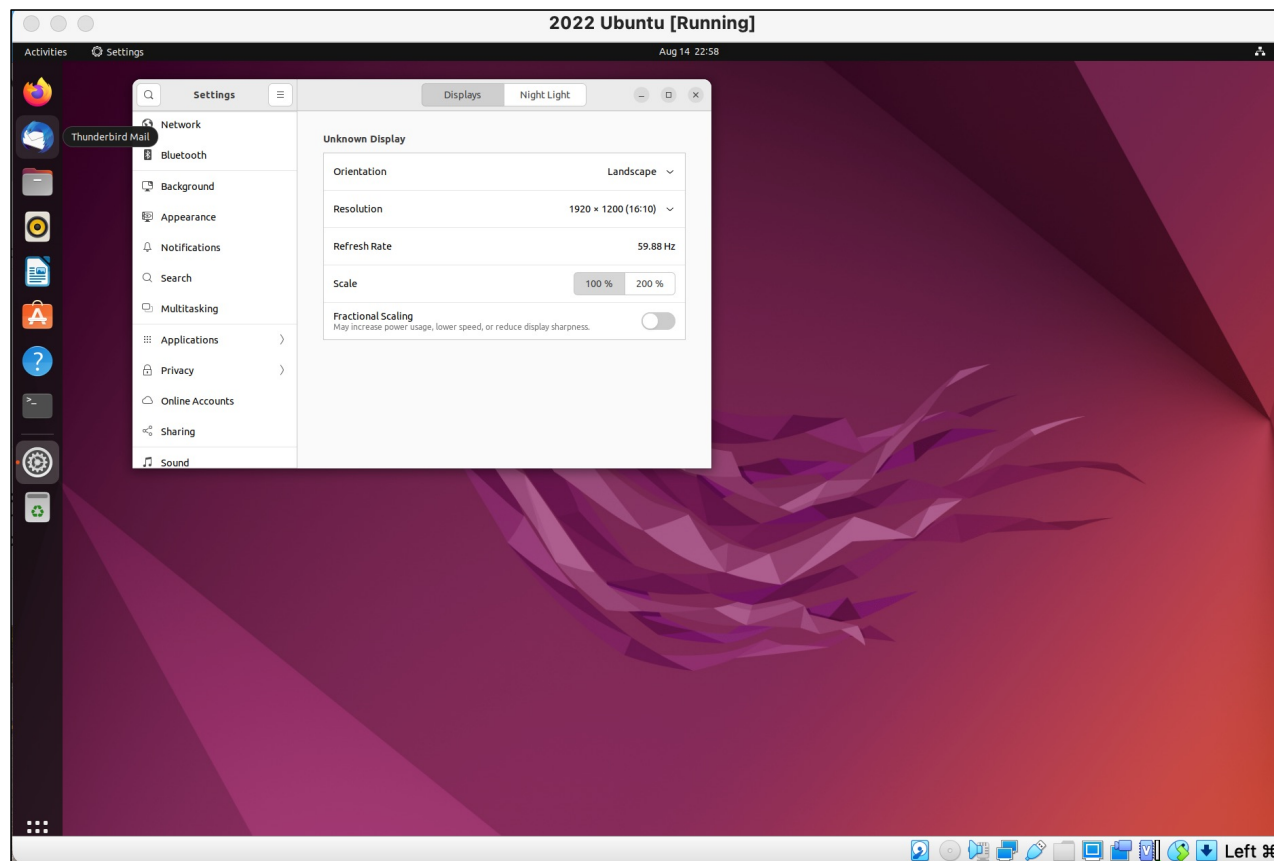 2022 Ubuntu [Running]
Activities Settings Aug 14 22:58
Settings Displays Night Light
Network
Thunderbird Mail
Bluetooth
Background
Appearance
Notifications
Search
Multitasking
Applications
Privacy
Online Accounts
Sharing
Sound
Unknown Display
Orientation Landscape
Resolution 1920 × 1200 (16:10)
Refresh Rate 59.88 Hz
Scale 100 % 200 %
Fractional Scaling
May increase power usage, lower speed, or reduce display sharpness.
Left ⌘